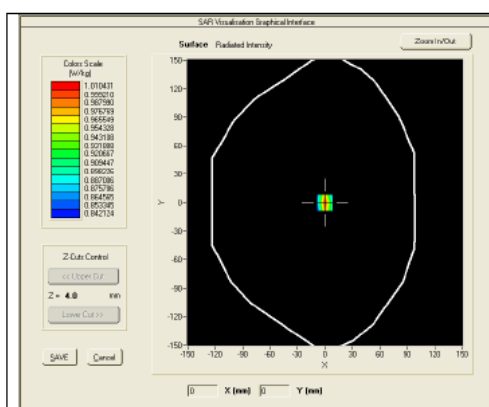 SAR Visualisation Graphical Interface
Surface Radiated Intensity
Zoom In/Out
Colors Scale
(W/kg)
1.010431
0.999210
0.987990
0.976769
0.965549
0.954328
0.943108
0.931888
0.920667
0.909447
0.898226
0.887006
0.875786
0.864565
0.853345
0.842124
150
120
90
60
30
0
-30
-60
-90
-120
-150
Y
-150 -120 -90 -60 -30 0 30 60 90 120 150
X
Z-Cuts Control
<< Upper Cut
Z = 4.0 mm
Lower Cut >>
SAVE Cancel
0 X (mm) 0 Y (mm)